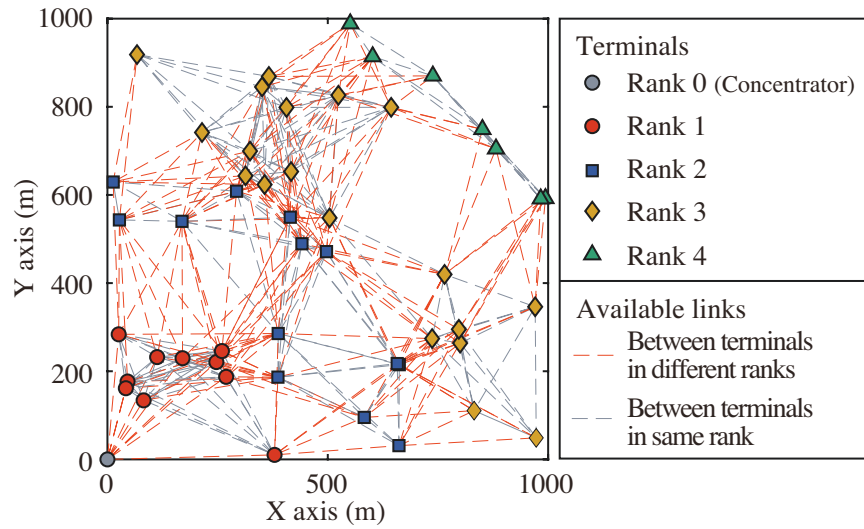 1000
800
600
400
200
0
Y axis (m)
0
500
1000
X axis (m)
Terminals
Rank 0 (Concentrator)
Rank 1
Rank 2
Rank 3
Rank 4
Available links
Between terminals
in different ranks
Between terminals
in same rank